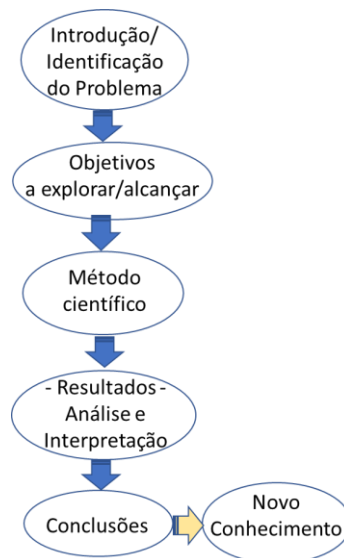 Introdução/
Identificação
do Problema
Objetivos
a explorar/alcançar
Método
científico
- Resultados -
Análise e
Interpretação
Conclusões
Novo
Conhecimento